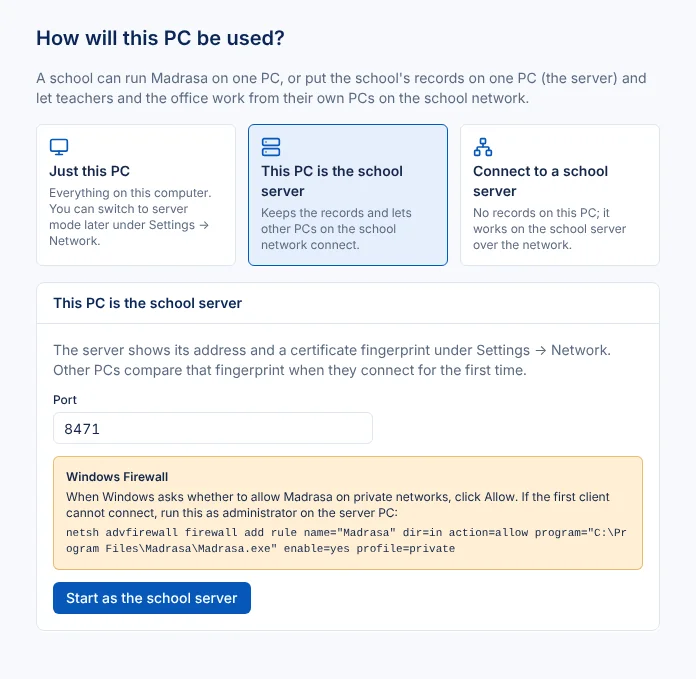 How will this PC be used?
A school can run Madrasa on one PC, or put the school's records on one PC (the server) and
let teachers and the office work from their own PCs on the school network.
Just this PC
Everything on this computer.
You can switch to server
mode later under Settings →
Network.
This PC is the school
server
Keeps the records and lets
other PCs on the school
network connect.
Connect to a school
server
No records on this PC; it
works on the school server
over the network.
This PC is the school server
The server shows its address and a certificate fingerprint under Settings → Network.
Other PCs compare that fingerprint when they connect for the first time.
Port
8471
Windows Firewall
When Windows asks whether to allow Madrasa on private networks, click Allow. If the first client
cannot connect, run this as administrator on the server PC:
netsh advfirewall firewall add rule name="Madrasa" dir=in action=allow program="C:\Pr
ogram Files\Madrasa\Madrasa.exe" enable=yes profile=private
Start as the school server